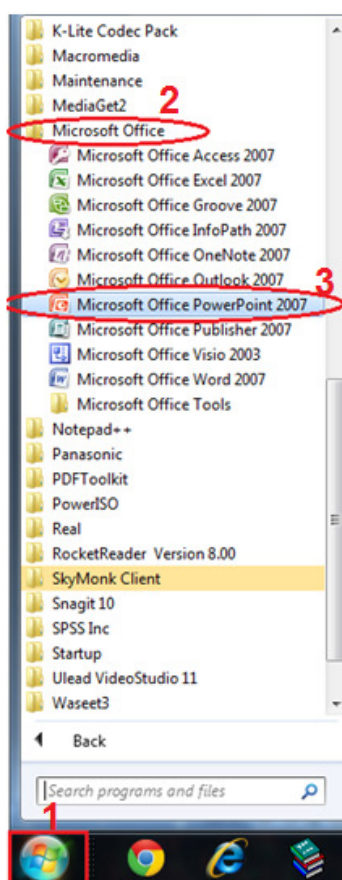 K-Lite Codec Pack
Macromedia
Maintenance
MediaGet2
2
Microsoft Office
Microsoft Office Access 2007
Microsoft Office Excel 2007
Microsoft Office Groove 2007
Microsoft Office InfoPath 2007
Microsoft Office OneNote 2007
Microsoft Office Outlook 2007
3
Microsoft Office PowerPoint 2007
Microsoft Office Publisher 2007
Microsoft Office Visio 2003
Microsoft Office Word 2007
Microsoft Office Tools
Notepad++
Panasonic
PDFToolkit
PowerISO
Real
RocketReader Version 8.00
SkyMonk Client
Snagit 10
SPSS Inc
Startup
Ulead VideoStudio 11
Waseet3
Back
Search programs and files
1